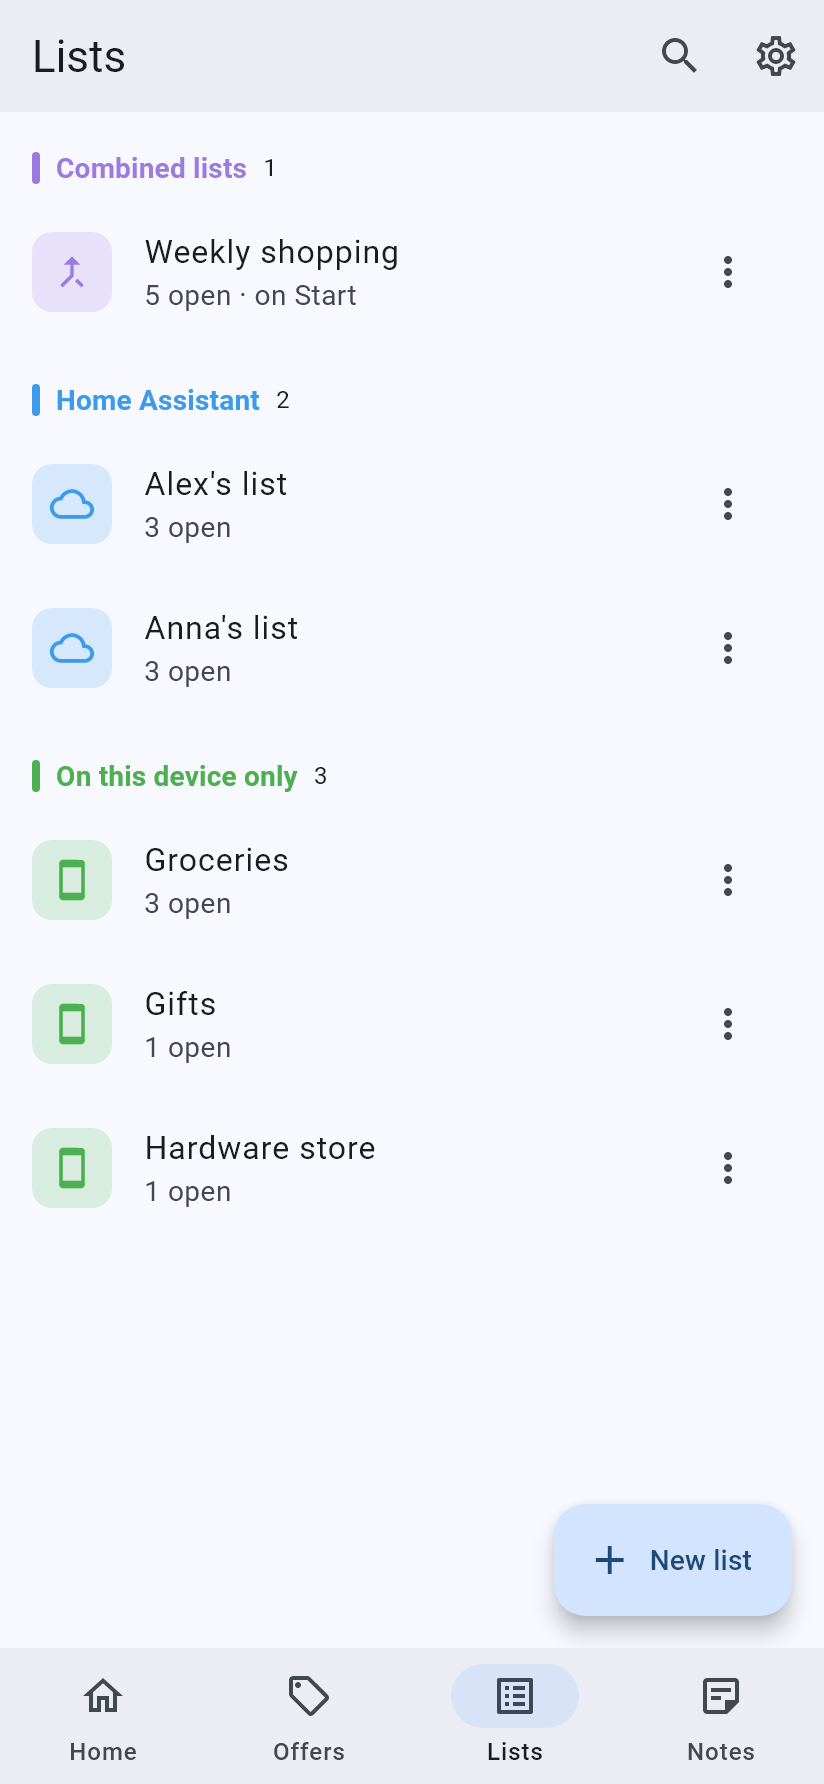 Lists
Combined lists 1
Weekly shopping
5 open · on Start
Home Assistant 2
Alex's list
3 open
Anna's list
3 open
On this device only 3
Groceries
3 open
Gifts
1 open
Hardware store
1 open
New list
Home Offers Lists Notes